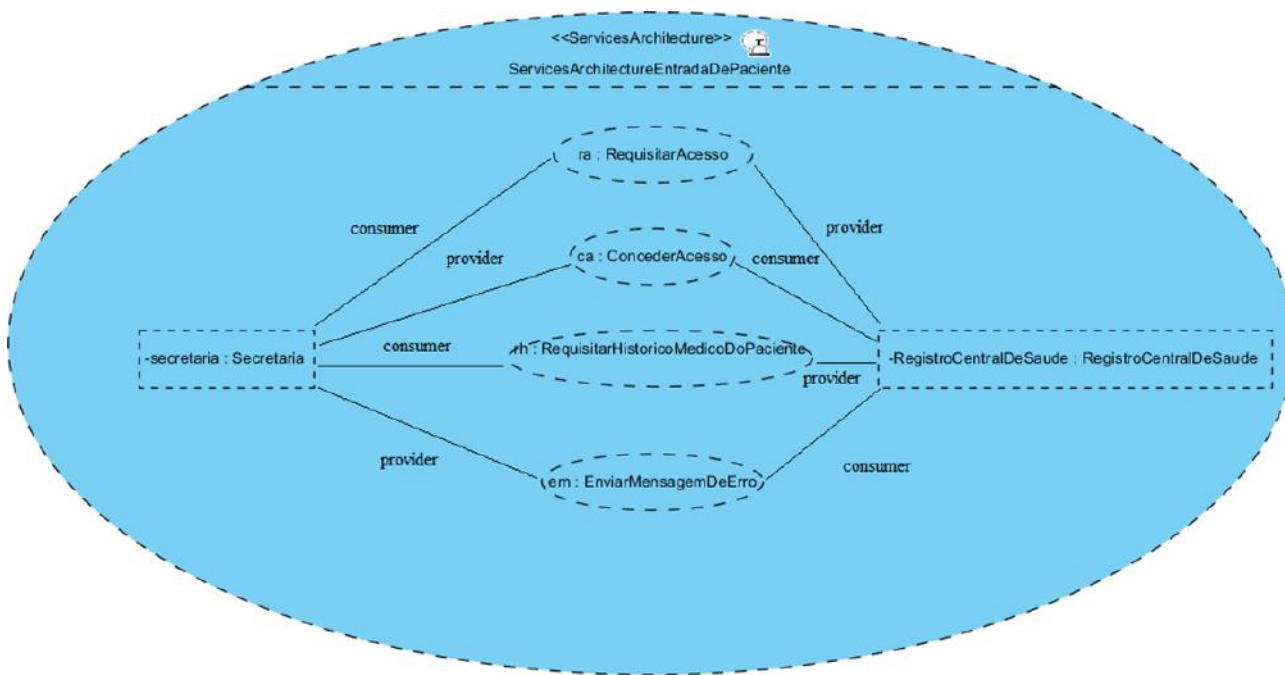 <<ServicesArchitecture>>
ServicesArchitectureEntradaDePaciente
ra : RequisitarAcesso
consumer
provider
provider
ca : ConcederAcesso
consumer
-secretaria : Secretaria
consumer
rh : RequisitarHistoricoMedicoDoPaciente
provider
-RegistroCentralDeSaude : RegistroCentralDeSaude
provider
em : EnviarMensagemDeErro
consumer